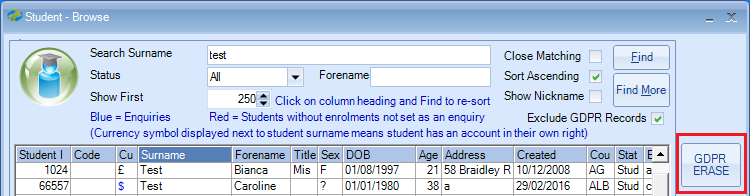 Student - Browse
Search Surname test Close Matching Find
Status All Forename Sort Ascending
Show First 250 Click on column heading and Find to re-sort Show Nickname Find More
Blue = Enquiries Red = Students without enrolments not set as an enquiry Exclude GDPR Records
(Currency symbol displayed next to student surname means student has an account in their own right)
Student I Code Cu Surname Forename Title Sex DOB Age Address Created Cou Stat E
1024 £ Test Bianca Mis F 01/08/1997 21 58 Braidley R 10/12/2008 AG Stud a
66557 $ Test Caroline ? 01/01/1980 38 a 29/02/2016 ALB Stud c
GDPR
ERASE